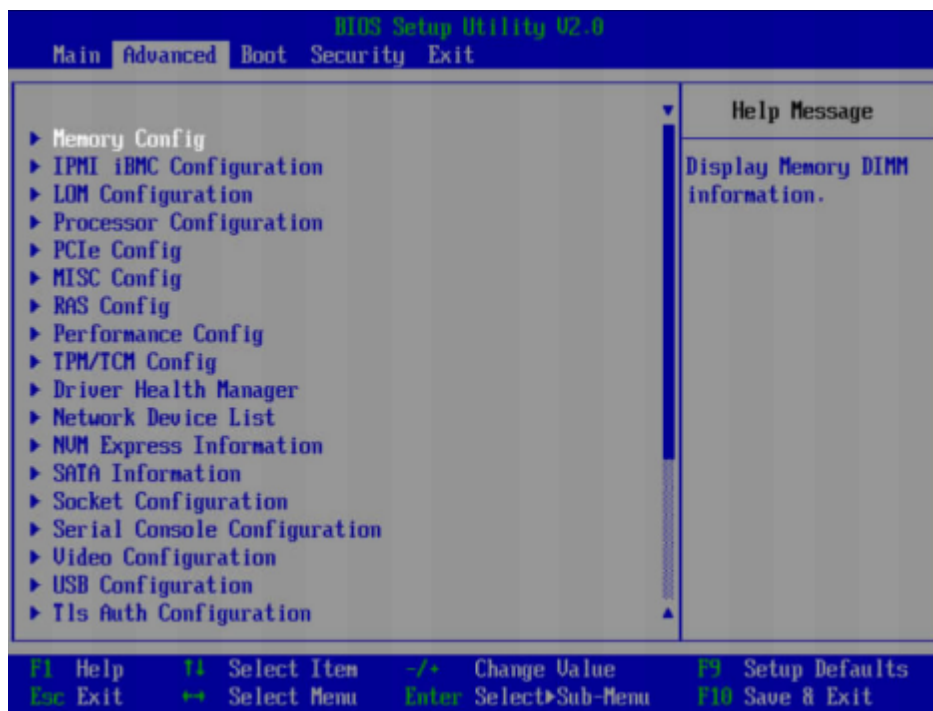 BIOS Setup Utility V2.0
Main Advanced Boot Security Exit
Help Message
Display Memory DIMM
information.
▶ Memory Config
▶ IPMI iBMC Configuration
▶ LOM Configuration
▶ Processor Configuration
▶ PCIe Config
▶ MISC Config
▶ RAS Config
▶ Performance Config
▶ TPM/TCM Config
▶ Driver Health Manager
▶ Network Device List
▶ NVM Express Information
▶ SATA Information
▶ Socket Configuration
▶ Serial Console Configuration
▶ Video Configuration
▶ USB Configuration
▶ Tls Auth Configuration
F1 Help ↑↓ Select Item -/+ Change Value F9 Setup Defaults
Esc Exit ↔ Select Menu Enter Select▶Sub-Menu F10 Save & Exit